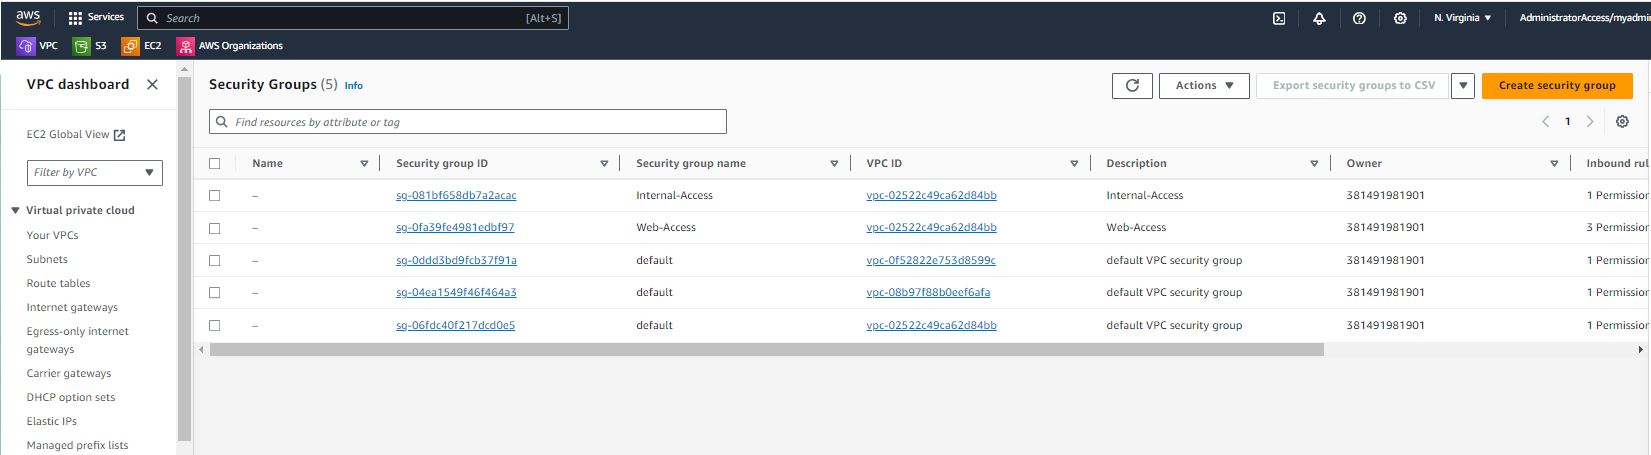 aws Services Search [Alt+S] N. Virginia AdministratorAccess/myadmin
VPC S3 EC2 AWS Organizations
VPC dashboard
EC2 Global View
Filter by VPC
Virtual private cloud
Your VPCs
Subnets
Route tables
Internet gateways
Egress-only internet
gateways
Carrier gateways
DHCP option sets
Elastic IPs
Managed prefix lists
Security Groups (5) Info Actions Export security groups to CSV Create security group
Find resources by attribute or tag 1
Name Security group ID Security group name VPC ID Description Owner Inbound rul
– sg-081bf658db7a2acac Internal-Access vpc-02522c49ca62d84bb Internal-Access 381491981901 1 Permission
– sg-0fa39fe4981edbf97 Web-Access vpc-02522c49ca62d84bb Web-Access 381491981901 3 Permission
– sg-0ddd3bd9fcb37f91a default vpc-0f52822e753d8599c default VPC security group 381491981901 1 Permission
– sg-04ea1549f46f464a3 default vpc-08b97f88b0eef6afa default VPC security group 381491981901 1 Permission
– sg-06fdc40f217dcd0e5 default vpc-02522c49ca62d84bb default VPC security group 381491981901 1 Permission